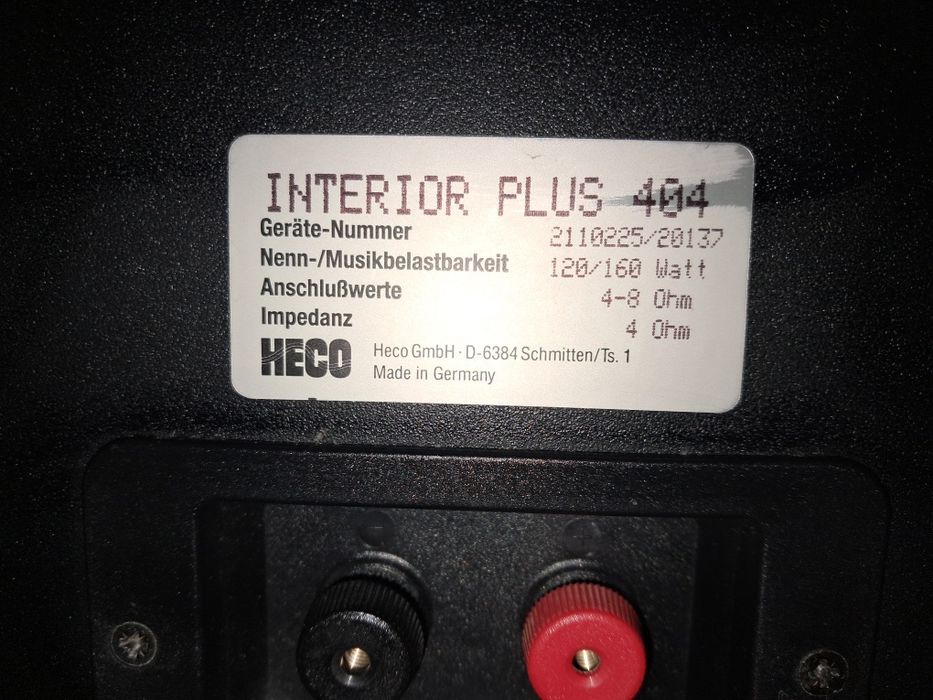 INTERIOR PLUS 404
Geräte-Nummer 2110225/20137
Nenn-/Musikbelastbarkeit 120/160 Watt
Anschlußwerte 4-8 Ohm
Impedanz 4 Ohm
HECO Heco GmbH · D-6384 Schmitten/Ts. 1
Made in Germany
- +